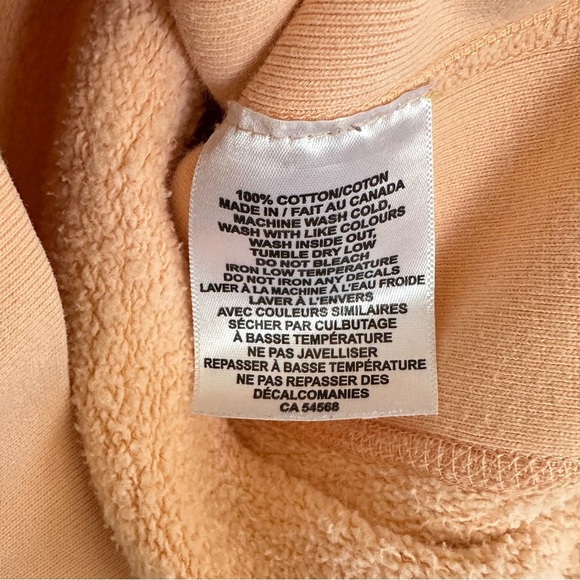 100% COTTON/COTON
MADE IN / FAIT AU CANADA
MACHINE WASH COLD,
WASH WITH LIKE COLOURS
WASH INSIDE OUT,
TUMBLE DRY LOW
DO NOT BLEACH
IRON LOW TEMPERATURE
DO NOT IRON ANY DECALS
LAVER À LA MACHINE À L'EAU FROIDE
LAVER À L'ENVERS
AVEC COULEURS SIMILAIRES
SÉCHER PAR CULBUTAGE
À BASSE TEMPÉRATURE
NE PAS JAVELLISER
REPASSER À BASSE TEMPÉRATURE
NE PAS REPASSER DES
DÉCALCOMANIES
CA 54568